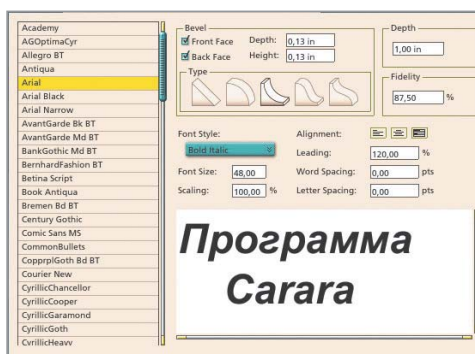 Academy
AGOptimaCyr
Allegro BT
Antiqua
Arial
Arial Black
Arial Narrow
AvantGarde Bk BT
AvantGarde Md BT
BankGothic Md BT
BernhardFashion BT
Betina Script
Book Antiqua
Bremen Bd BT
Century Gothic
Comic Sans MS
CommonBullets
CopprplGoth Bd BT
Courier New
CyrillicChancellor
CyrillicCooper
CyrillicGaramond
CyrillicGoth
CyrillicHeavy
Bevel
Front Face Depth: 0,13 in
Back Face Height: 0,13 in
Type
Depth
1,00 in
Fidelity
87,50 %
Font Style: Alignment:
Bold Italic
Leading: 120,00 %
Font Size: 48,00 Word Spacing: 0,00 pts
Scaling: 100,00 % Letter Spacing: 0,00 pts
Программа
Carara